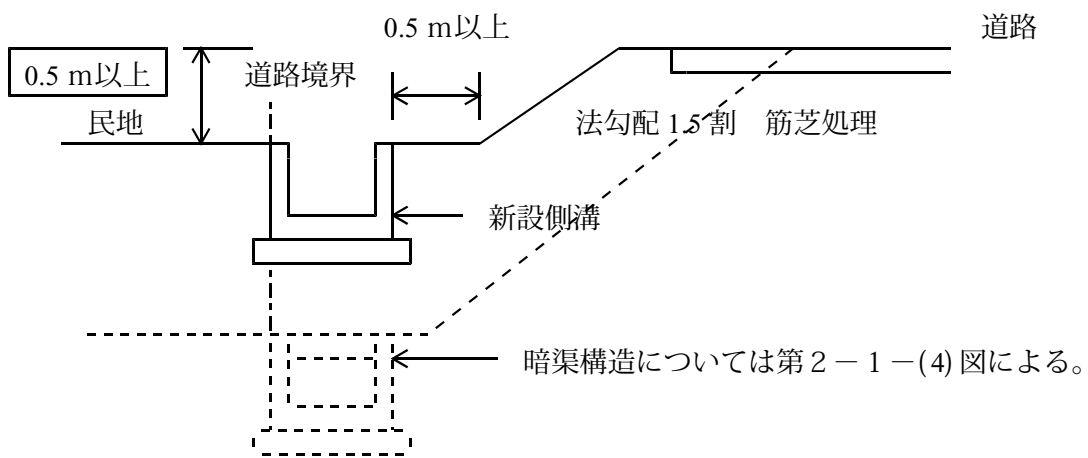 0.5 m以上
道路
0.5 m以上
道路境界
民地
法勾配 1.5 割　筋芝処理
新設側溝
暗渠構造については第２－１－(4) 図による。